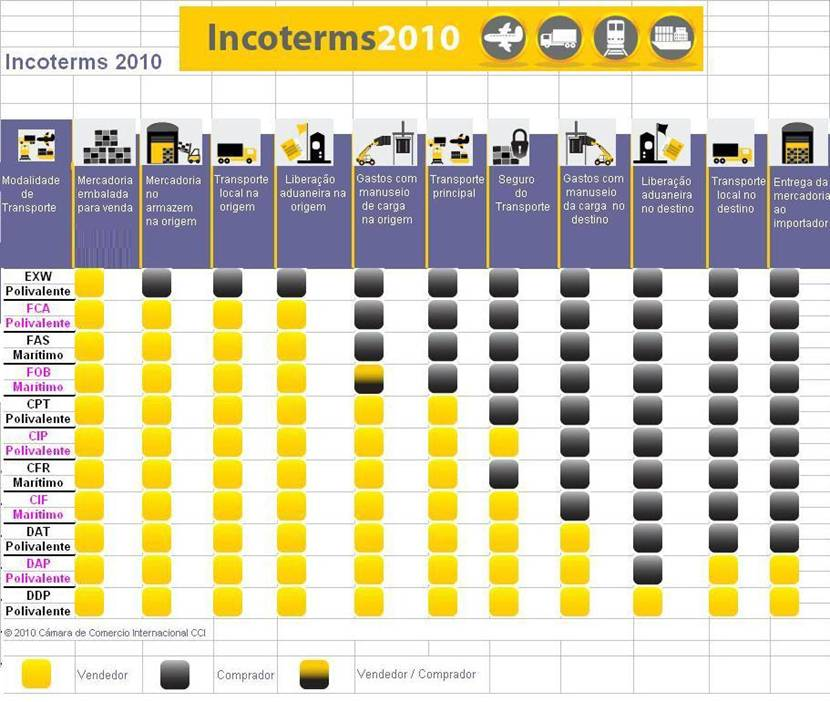 Incoterms2010
Incoterms 2010
Modalidade
de
Transporte
Mercadoria
embalada
para venda
Mercadoria
no
armazem
na origem
Transporte
local na
origem
Liberação
aduaneira na
origem
Gastos com
manuseio
de carga
na origem
Transporte
principal
Seguro
do
Transporte
Gastos com
manuseio
da carga no
destino
Liberação
aduaneira
no destino
Transporte
local no
destino
Entrega da
mercadoria
ao
importador
EXW
Polivalente
FCA
Polivalente
FAS
Marítimo
FOB
Marítimo
CPT
Polivalente
CIP
Polivalente
CFR
Marítimo
CIF
Marítimo
DAT
Polivalente
DAP
Polivalente
DDP
Polivalente
© 2010 Cámara de Comercio Internacional CCI
Vendedor
Comprador
Vendedor / Comprador